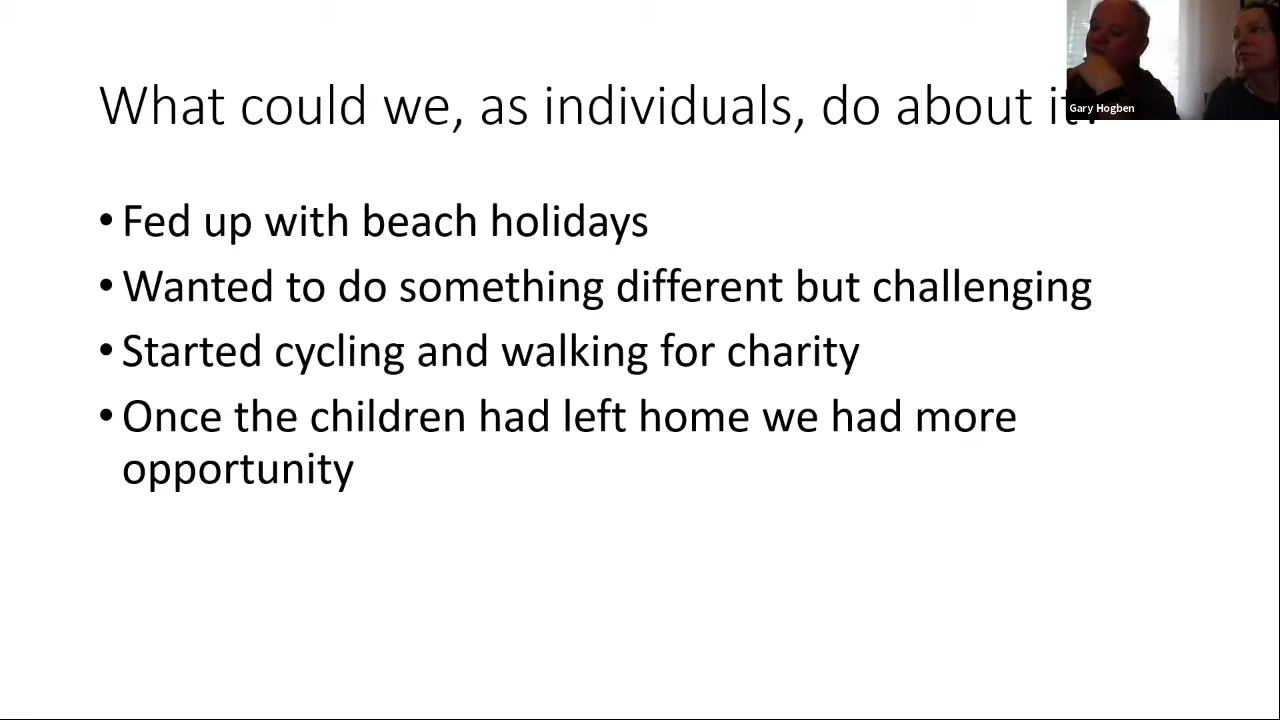 What could we, as individuals, do about it?
Gary Hogben
• Fed up with beach holidays
• Wanted to do something different but challenging
• Started cycling and walking for charity
• Once the children had left home we had more
opportunity